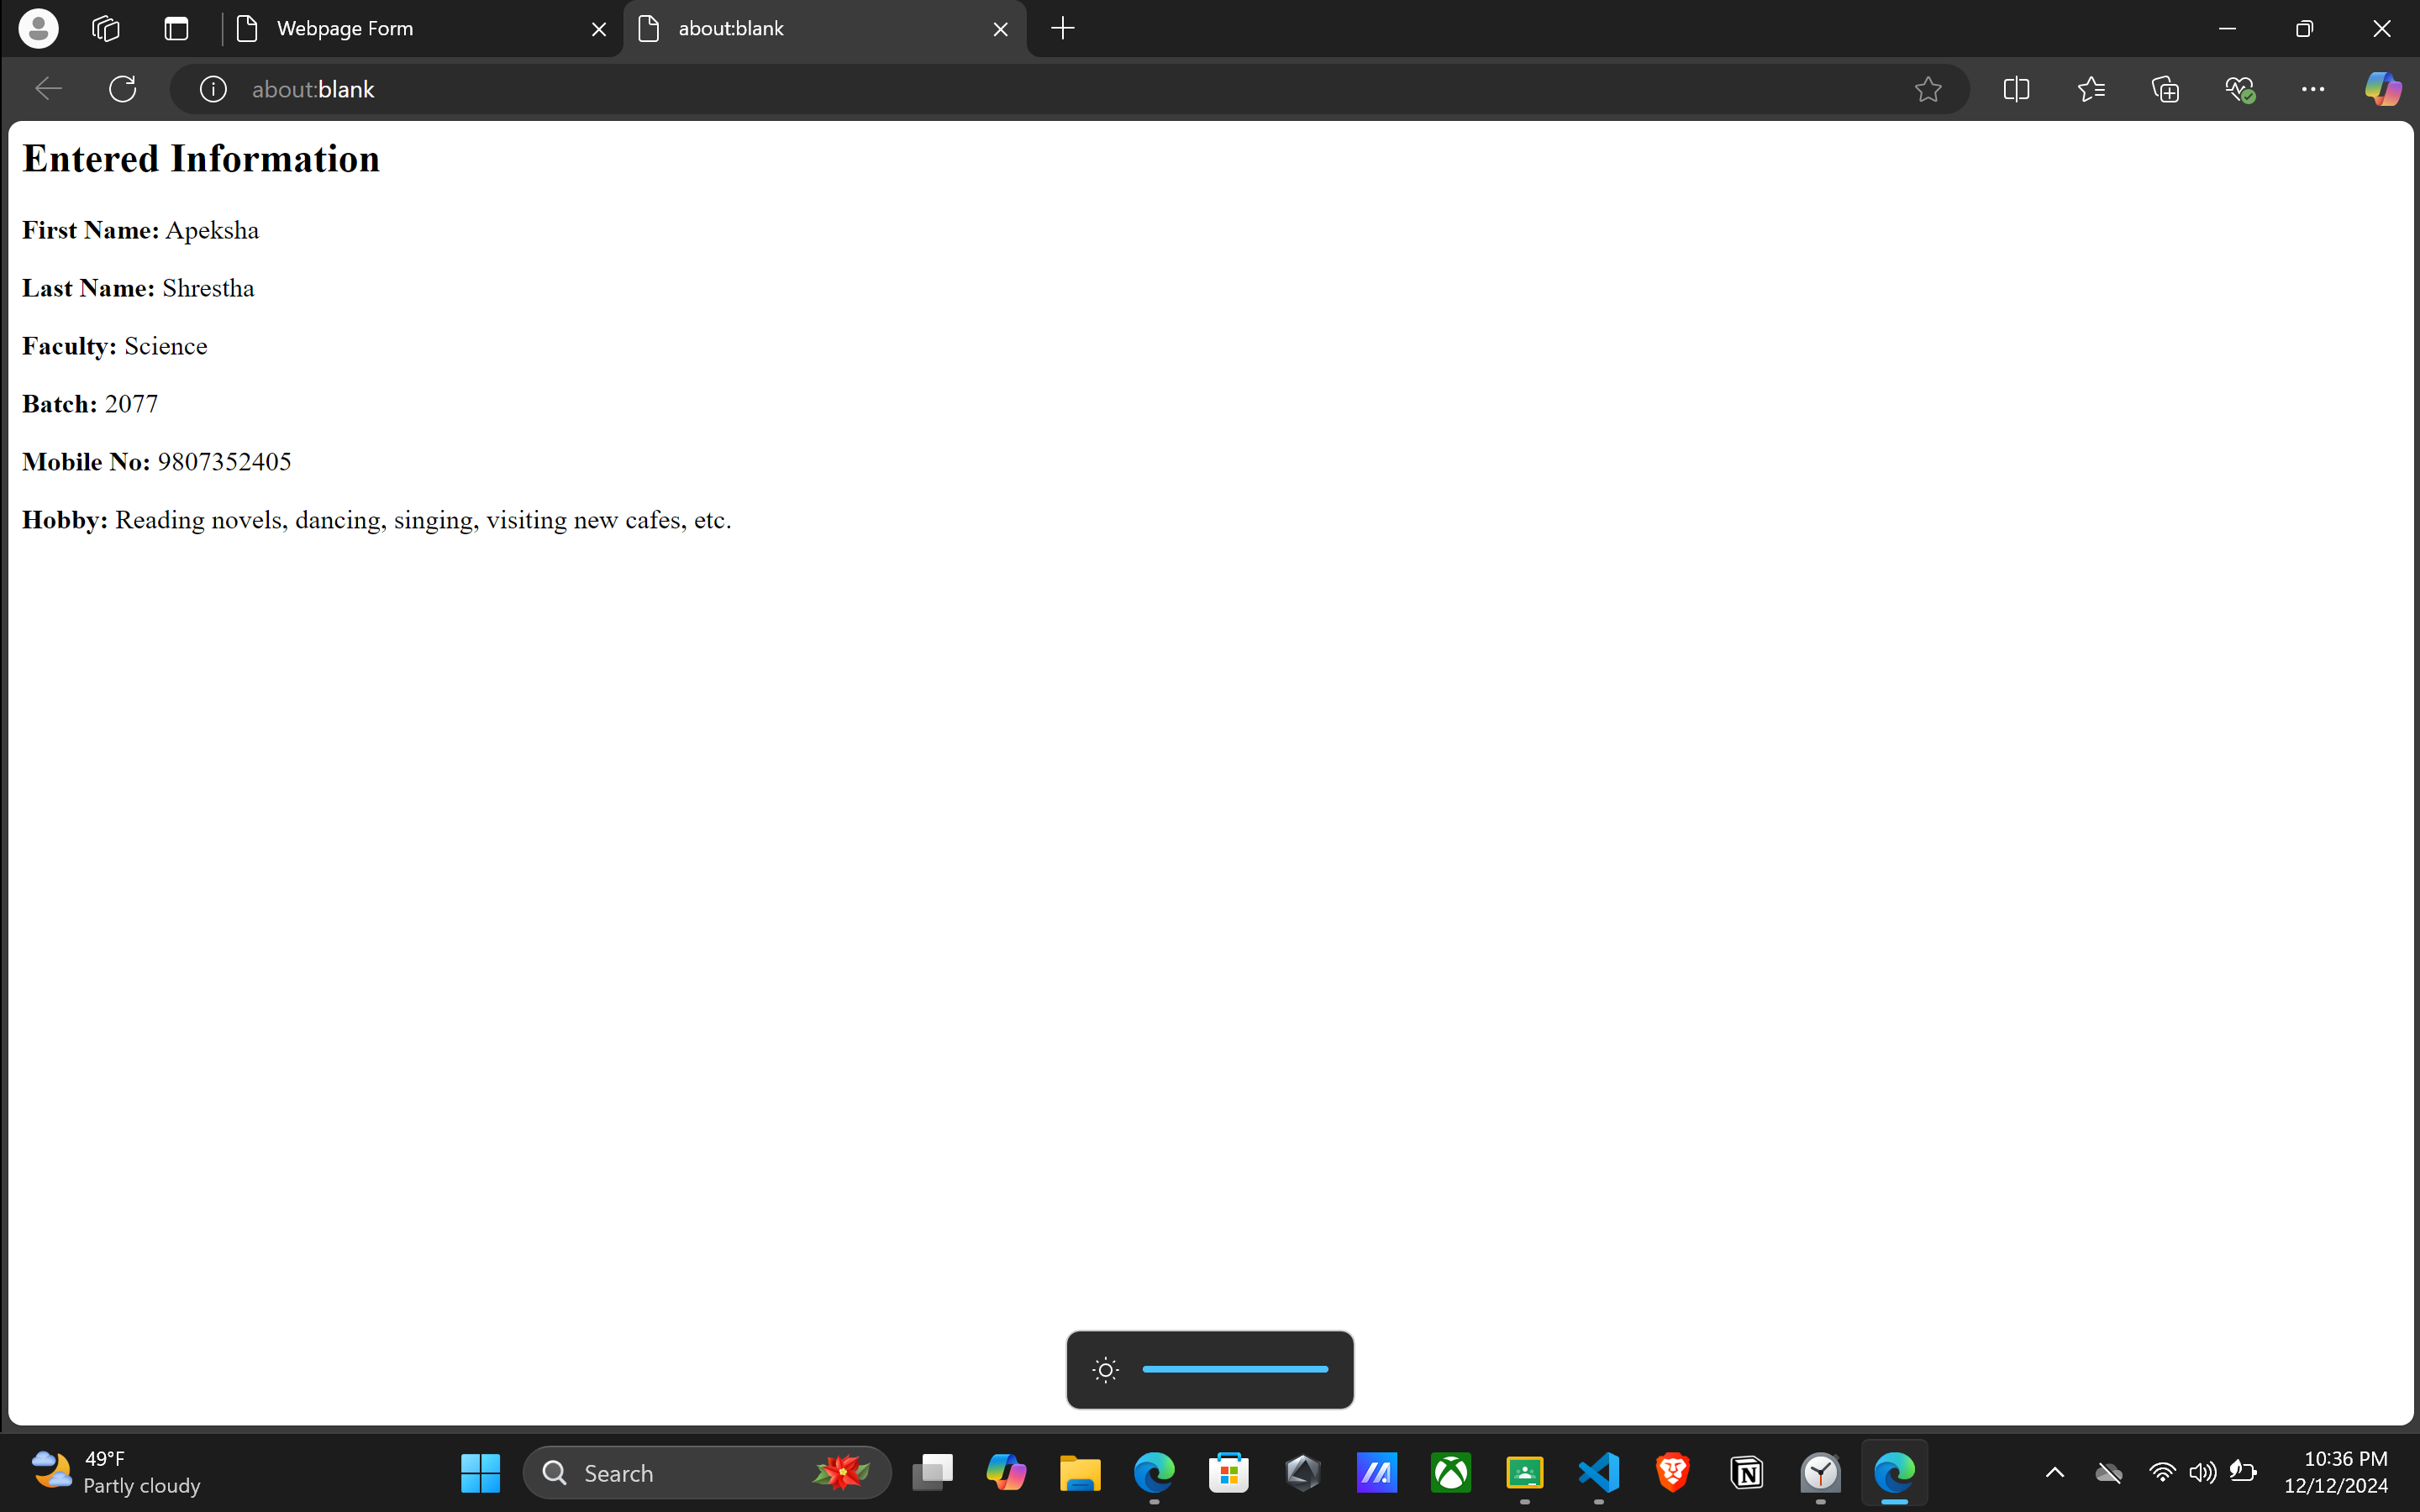 Webpage Form
about:blank
about:blank
Entered Information
First Name: Apeksha
Last Name: Shrestha
Faculty: Science
Batch: 2077
Mobile No: 9807352405
Hobby: Reading novels, dancing, singing, visiting new cafes, etc.
49°F
Partly cloudy
Search
10:36 PM
12/12/2024